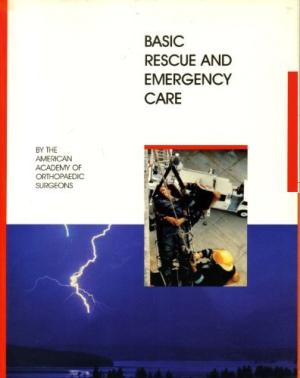 BASIC
RESCUE AND
EMERGENCY
CARE
BY THE
AMERICAN
ACADEMY OF
ORTHOPAEDIC
SURGEONS